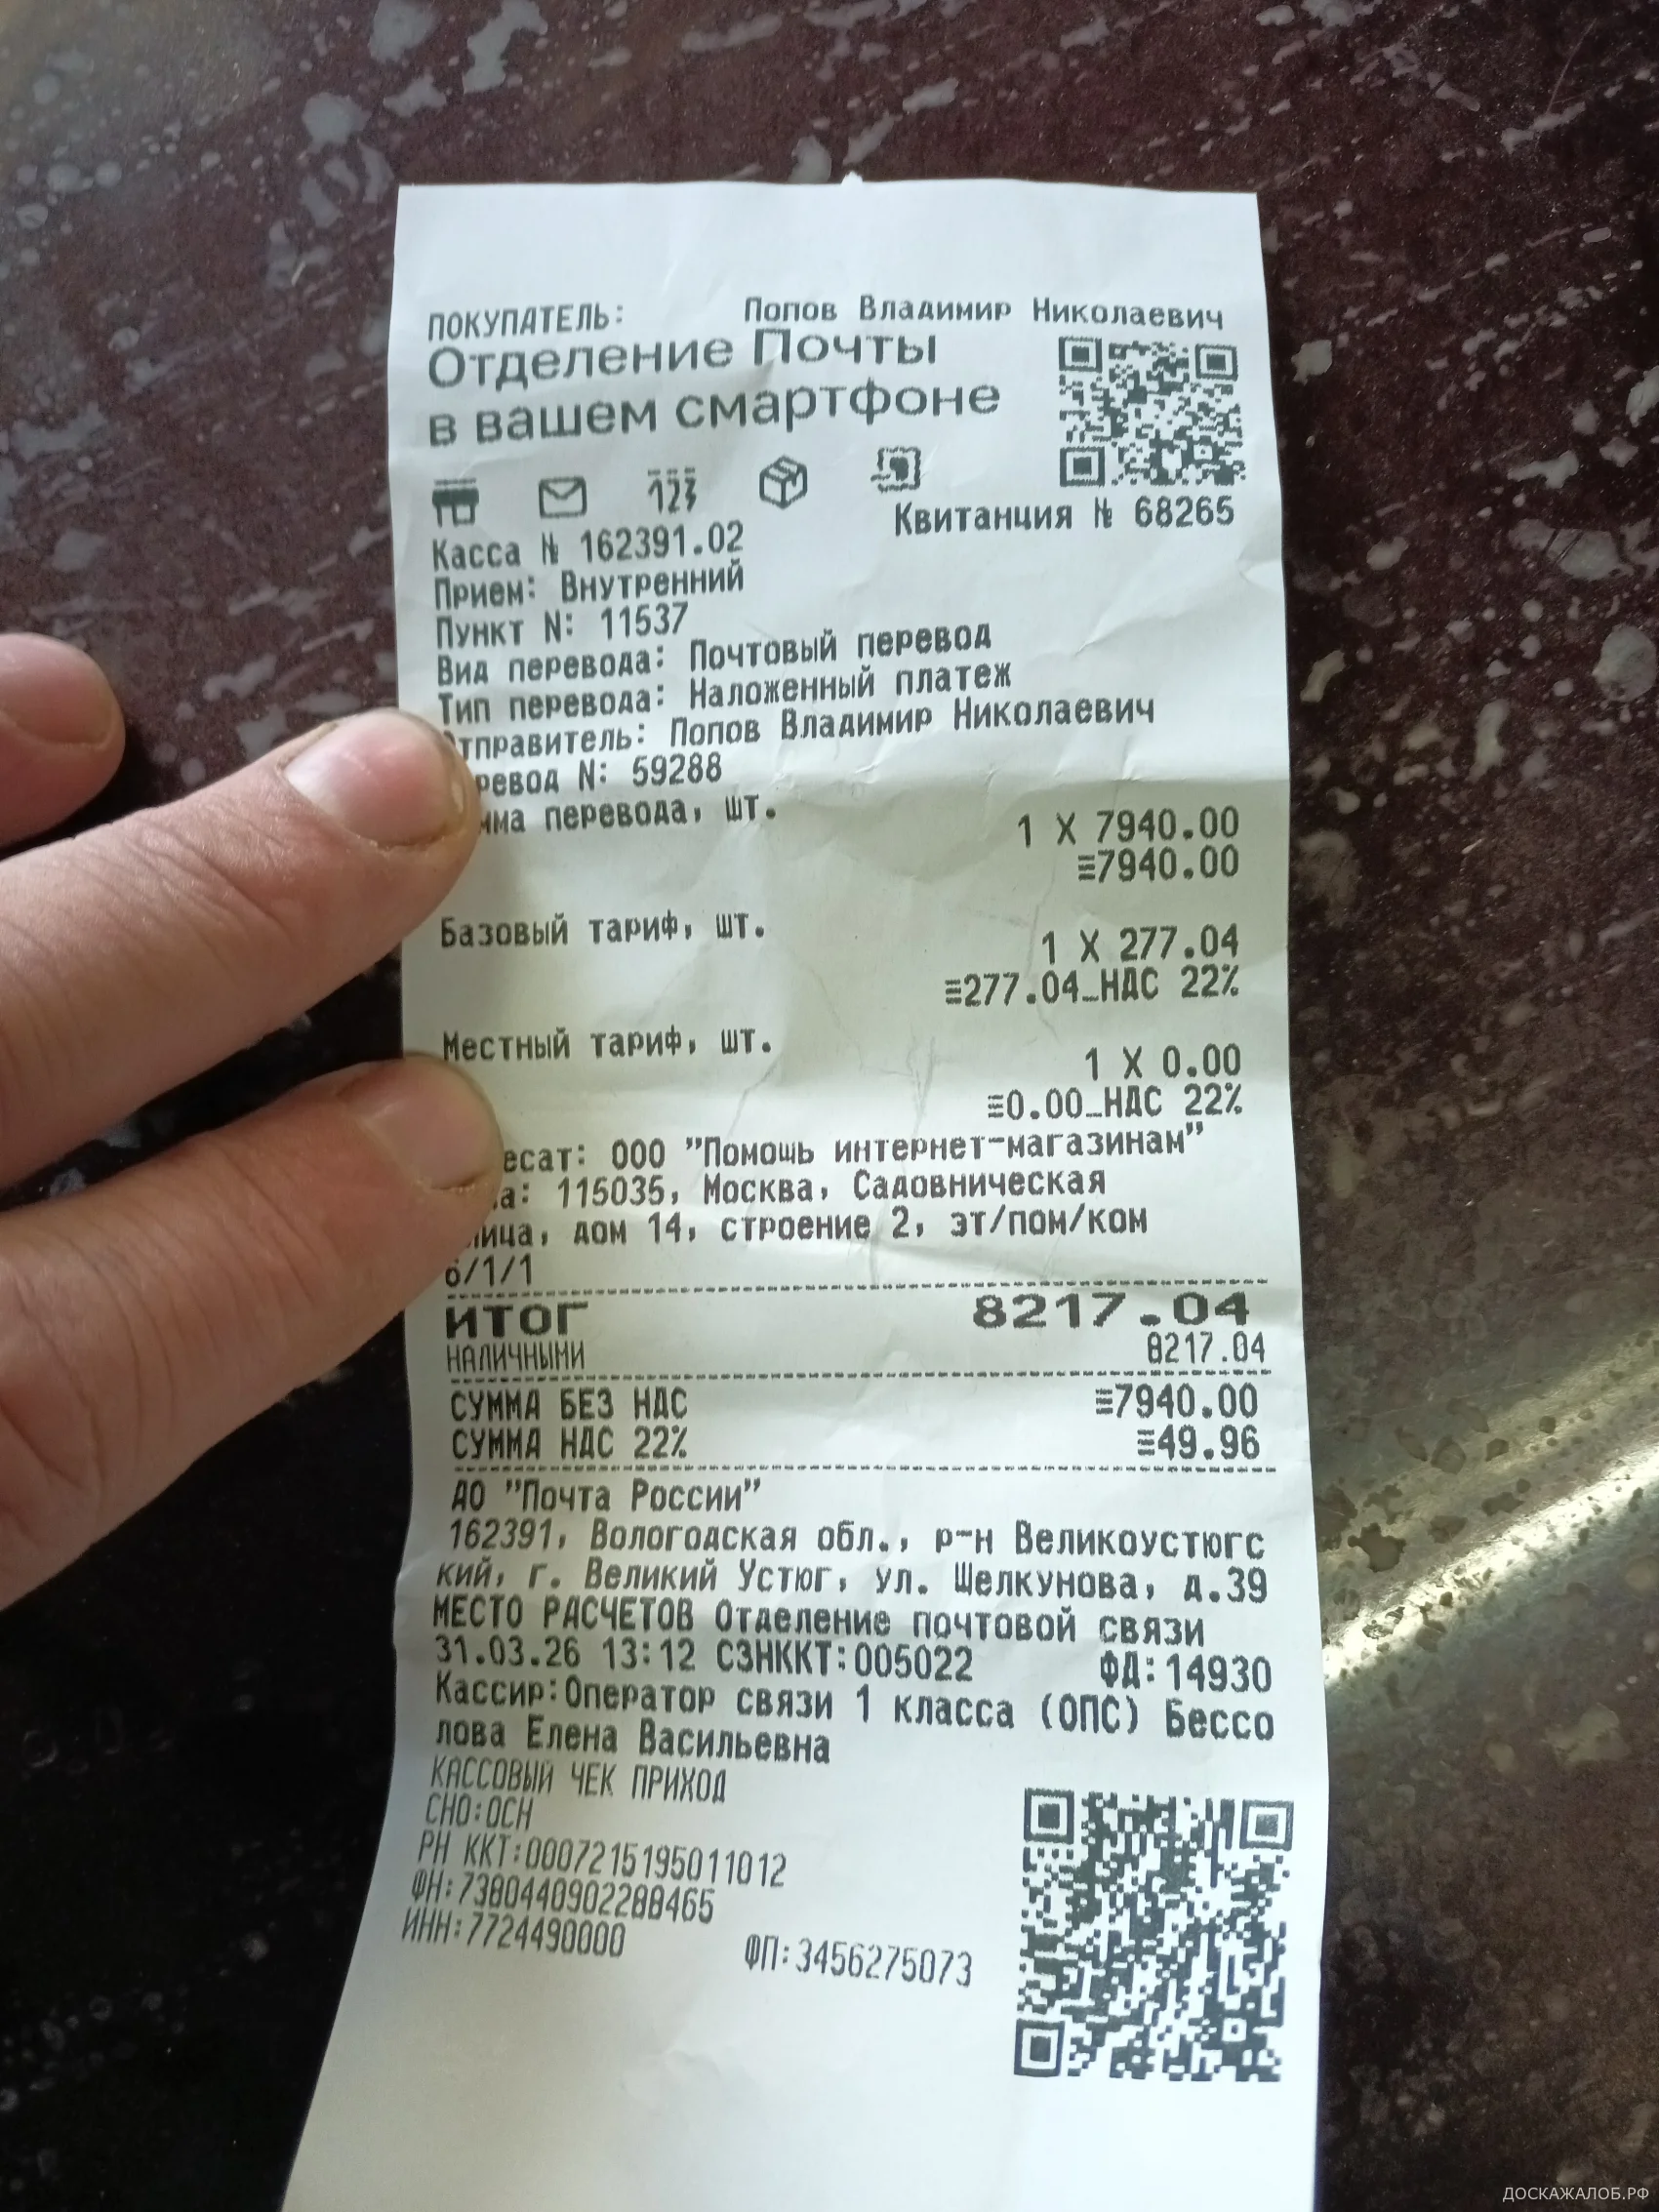 ПОКУПАТЕЛЬ: Попов Владимир Николаевич
Отделение Почты
в вашем смартфоне
123
Квитанция № 68265
Касса № 162391.02
Прием: Внутренний
Пункт N: 11537
Вид перевода: Почтовый перевод
Тип перевода: Наложенный платеж
тправитель: Попов Владимир Николаевич
ревод N: 59288
мма перевода, шт.
1 X 7940.00
≡7940.00
Базовый тариф, шт.
1 X 277.04
≡277.04_НДС 22%
Местный тариф, шт.
1 X 0.00
≡0.00_НДС 22%
есат: ООО "Помощь интернет-магазинам"
а: 115035, Москва, Садовническая
лица, дом 14, строение 2, эт/пом/ком
6/1/1
ИТОГ 8217.04
НАЛИЧНЫМИ 8217.04
СУММА БЕЗ НДС ≡7940.00
СУММА НДС 22% ≡49.96
АО "Почта России"
162391, Вологодская обл., р-н Великоустюгс
кий, г. Великий Устюг, ул. Шелкунова, д.39
МЕСТО РАСЧЕТОВ Отделение почтовой связи
31.03.26 13:12 СЗНККТ:005022 ФД:14930
Кассир:Оператор связи 1 класса (ОПС) Бессо
лова Елена Васильевна
КАССОВЫЙ ЧЕК ПРИХОД
СНО:ОСН
РН ККТ:0007215195011012
ФН:7380440902288465
ИНН:7724490000
ФП:3456275073
ДОСКАЖАЛОБ.РФ